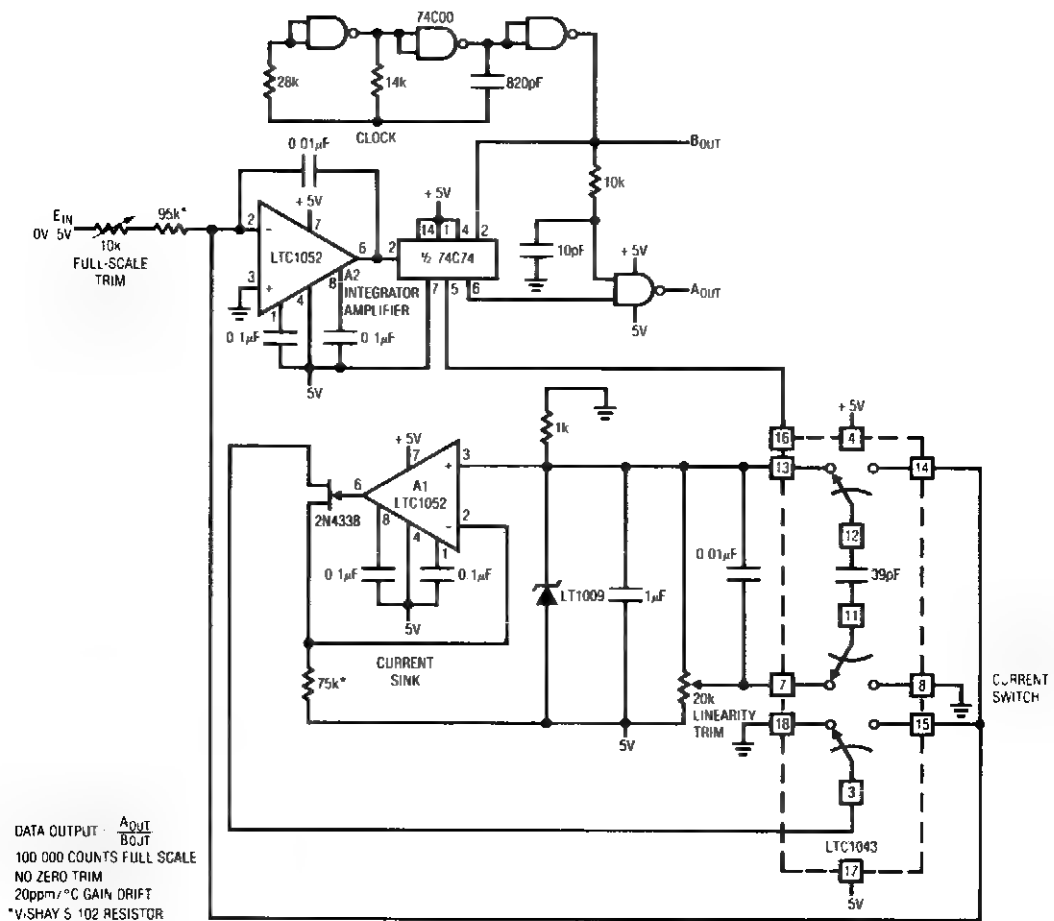 74C00
28k
14k
820pF
CLOCK
0 01µF
BOUT
+ 5V
10k
EIN
0V 5V
95k*
+ 5V
10k
FULL-SCALE
TRIM
2
7
6
LTC1052
3
+
4
8
1
A2
INTEGRATOR
AMPLIFIER
2
14
1
4
2
½ 74C74
7
5
6
10pF
+ 5V
AOUT
5V
0 1µF
0 1µF
5V
1k
+ 5V
16
4
+ 5V
7
3
13
14
6
A1
LTC1052
2N4338
8
4
2
1
12
0 01µF
39pF
0 1µF
0 1µF
LT1009
1µF
11
5V
CURRENT
SINK
75k*
20k
LINEARITY
TRIM
7
8
CURRENT
SWITCH
5V
18
15
3
LTC1043
17
5V
DATA OUTPUT AOUT
BOUT
100 000 COUNTS FULL SCALE
NO ZERO TRIM
20ppm/°C GAIN DRIFT
*VISHAY S 102 RESISTOR